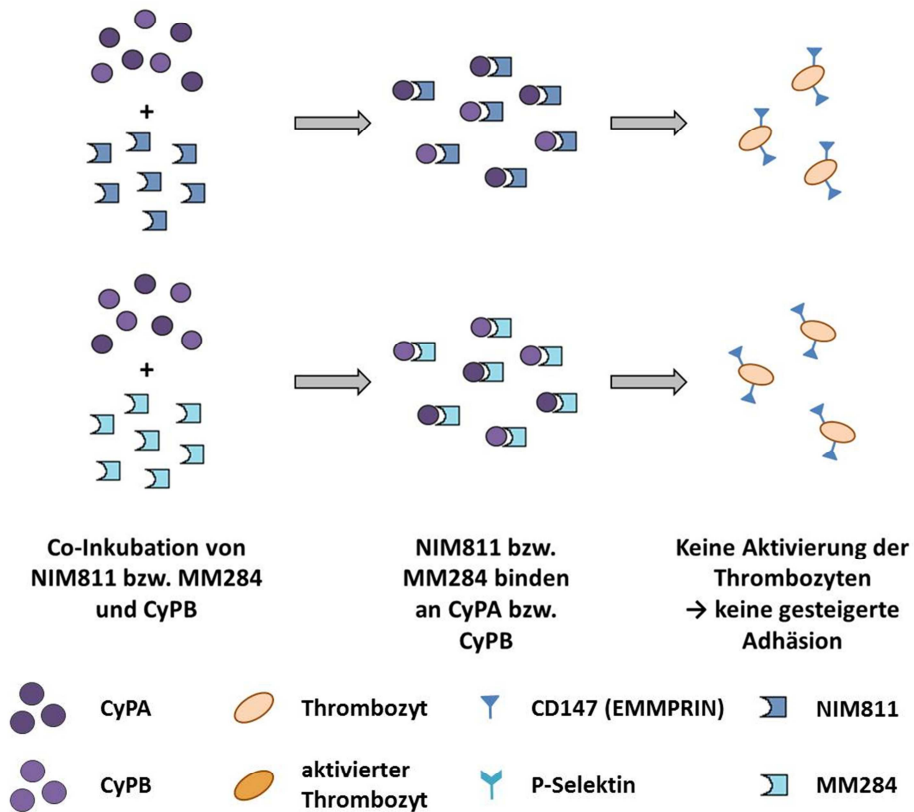 +
+
Co-Inkubation von
NIM811 bzw. MM284
und CyPB
NIM811 bzw.
MM284 binden
an CyPA bzw.
CyPB
Keine Aktivierung der
Thrombozyten
→ keine gesteigerte
Adhäsion
CyPA
Thrombozyt
CD147 (EMMPRIN)
NIM811
CyPB
aktivierter
Thrombozyt
P-Selektin
MM284